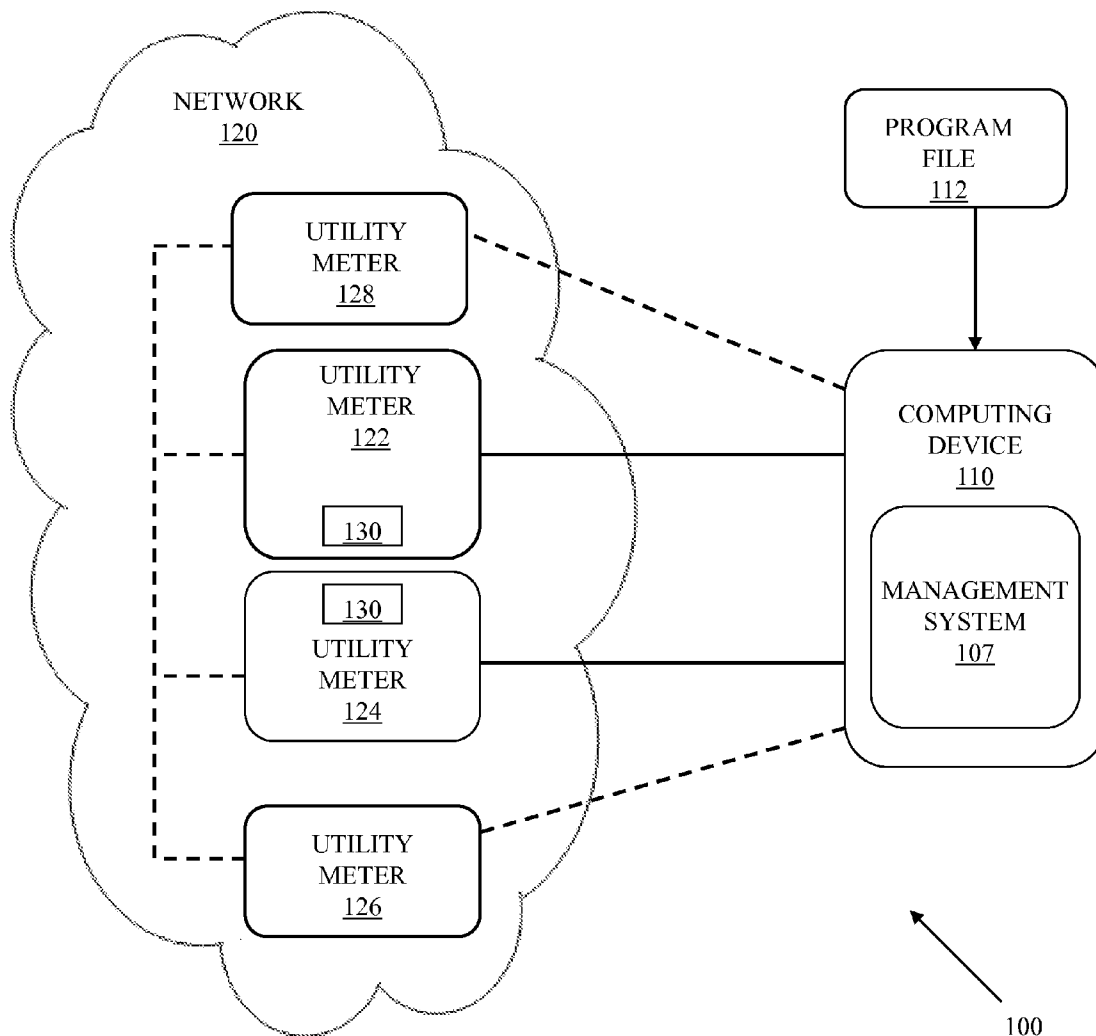 NETWORK
120
PROGRAM
FILE
112
UTILITY
METER
128
UTILITY
METER
122
130
COMPUTING
DEVICE
110
MANAGEMENT
SYSTEM
107
130
UTILITY
METER
124
UTILITY
METER
126
100